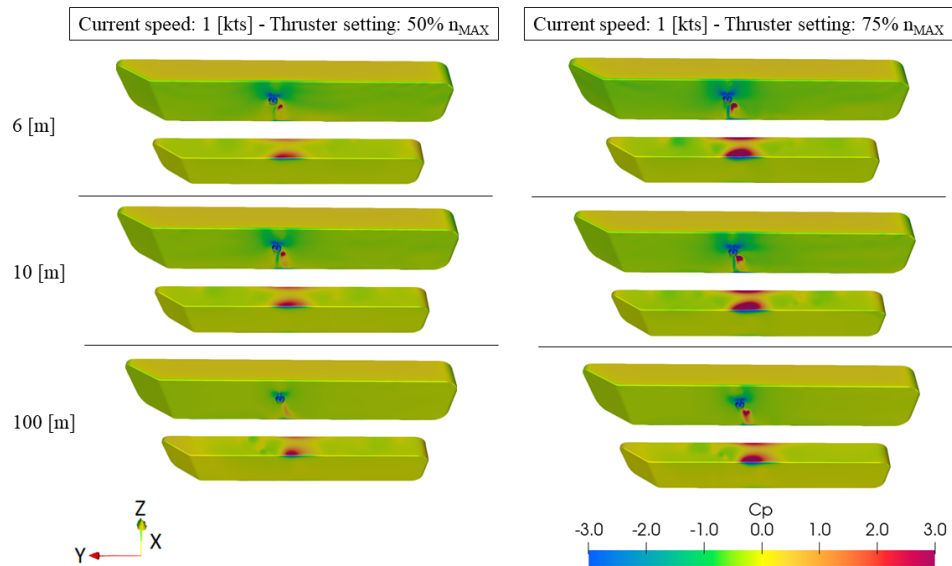 Current speed: 1 [kts] - Thruster setting: 50% nMAX
Current speed: 1 [kts] - Thruster setting: 75% nMAX
6 [m]
10 [m]
100 [m]
Z
Y
X
Cp
-3.0 -2.0 -1.0 0.0 1.0 2.0 3.0